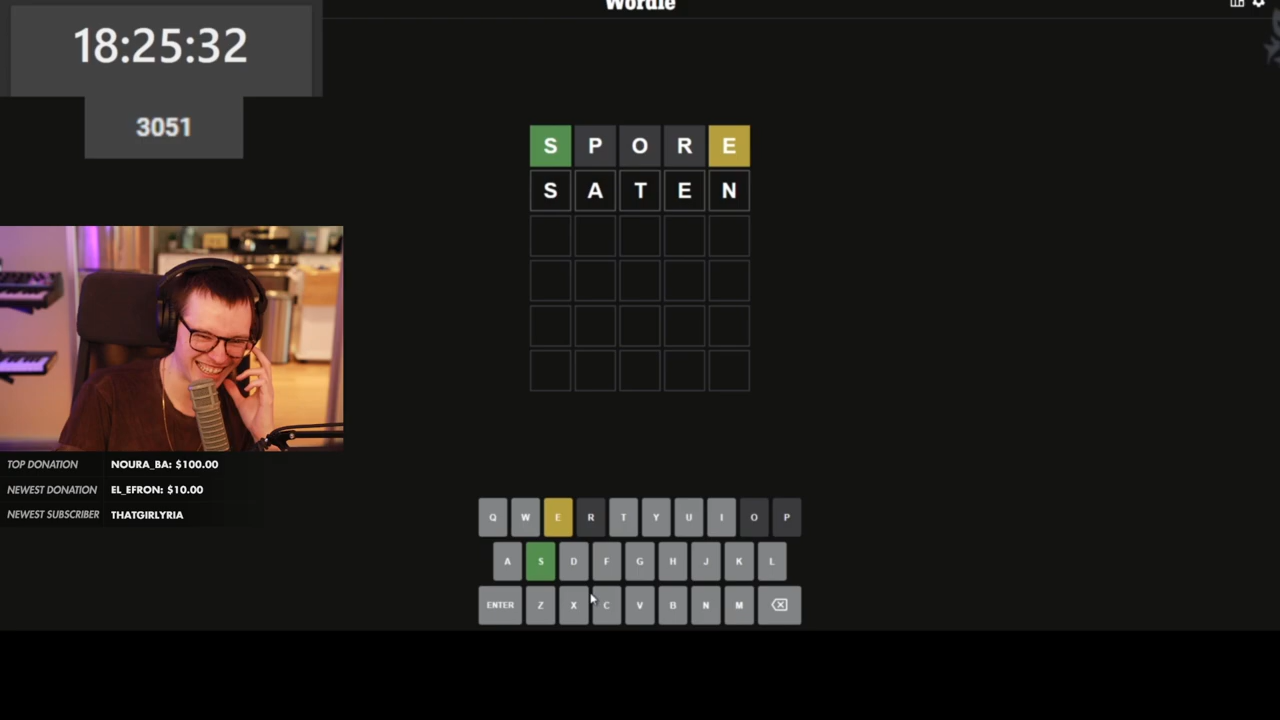 Wordle
18:25:32
3051
S P O R E
S A T E N
TOP DONATION NOURA_BA: $100.00
NEWEST DONATION EL_EFRON: $10.00
NEWEST SUBSCRIBER THATGIRLYRIA
Q W E R T Y U I O P
A S D F G H J K L
ENTER Z X C V B N M